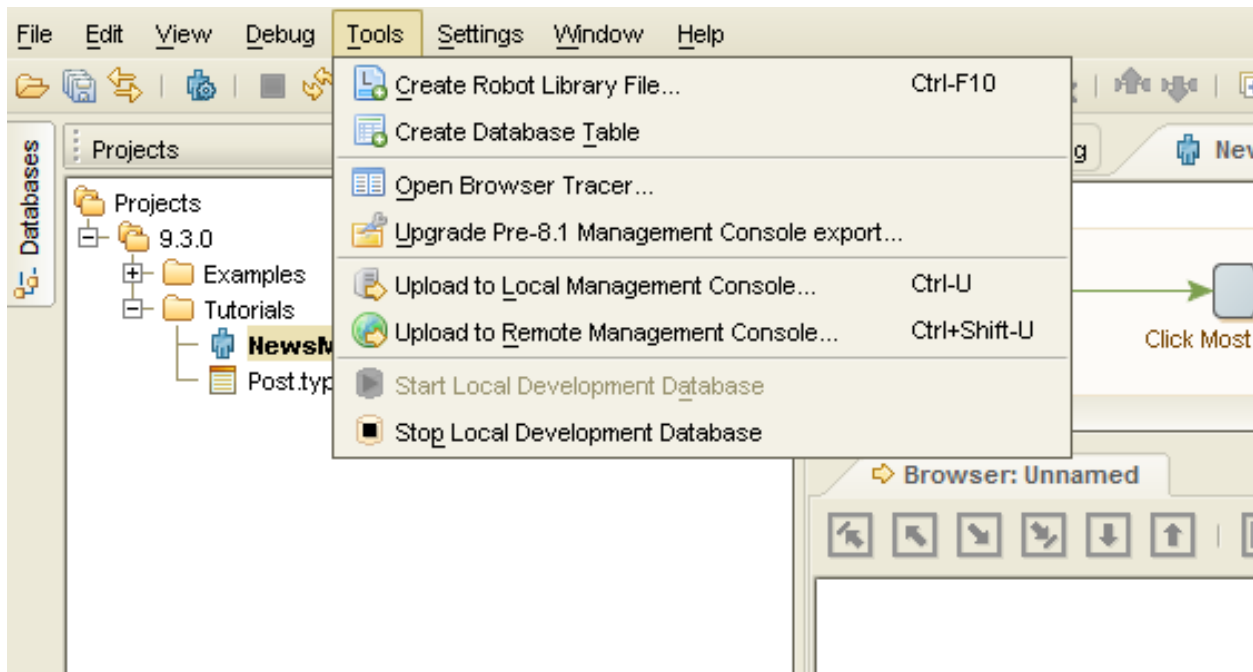 File Edit View Debug Tools Settings Window Help
Create Robot Library File... Ctrl-F10
Create Database Table
Open Browser Tracer...
Upgrade Pre-8.1 Management Console export...
Upload to Local Management Console... Ctrl-U
Upload to Remote Management Console... Ctrl+Shift-U
Start Local Development Database
Stop Local Development Database
Databases
Projects
Projects
9.3.0
Examples
Tutorials
NewsM
Post.typ
g
New
Click Most
Browser: Unnamed